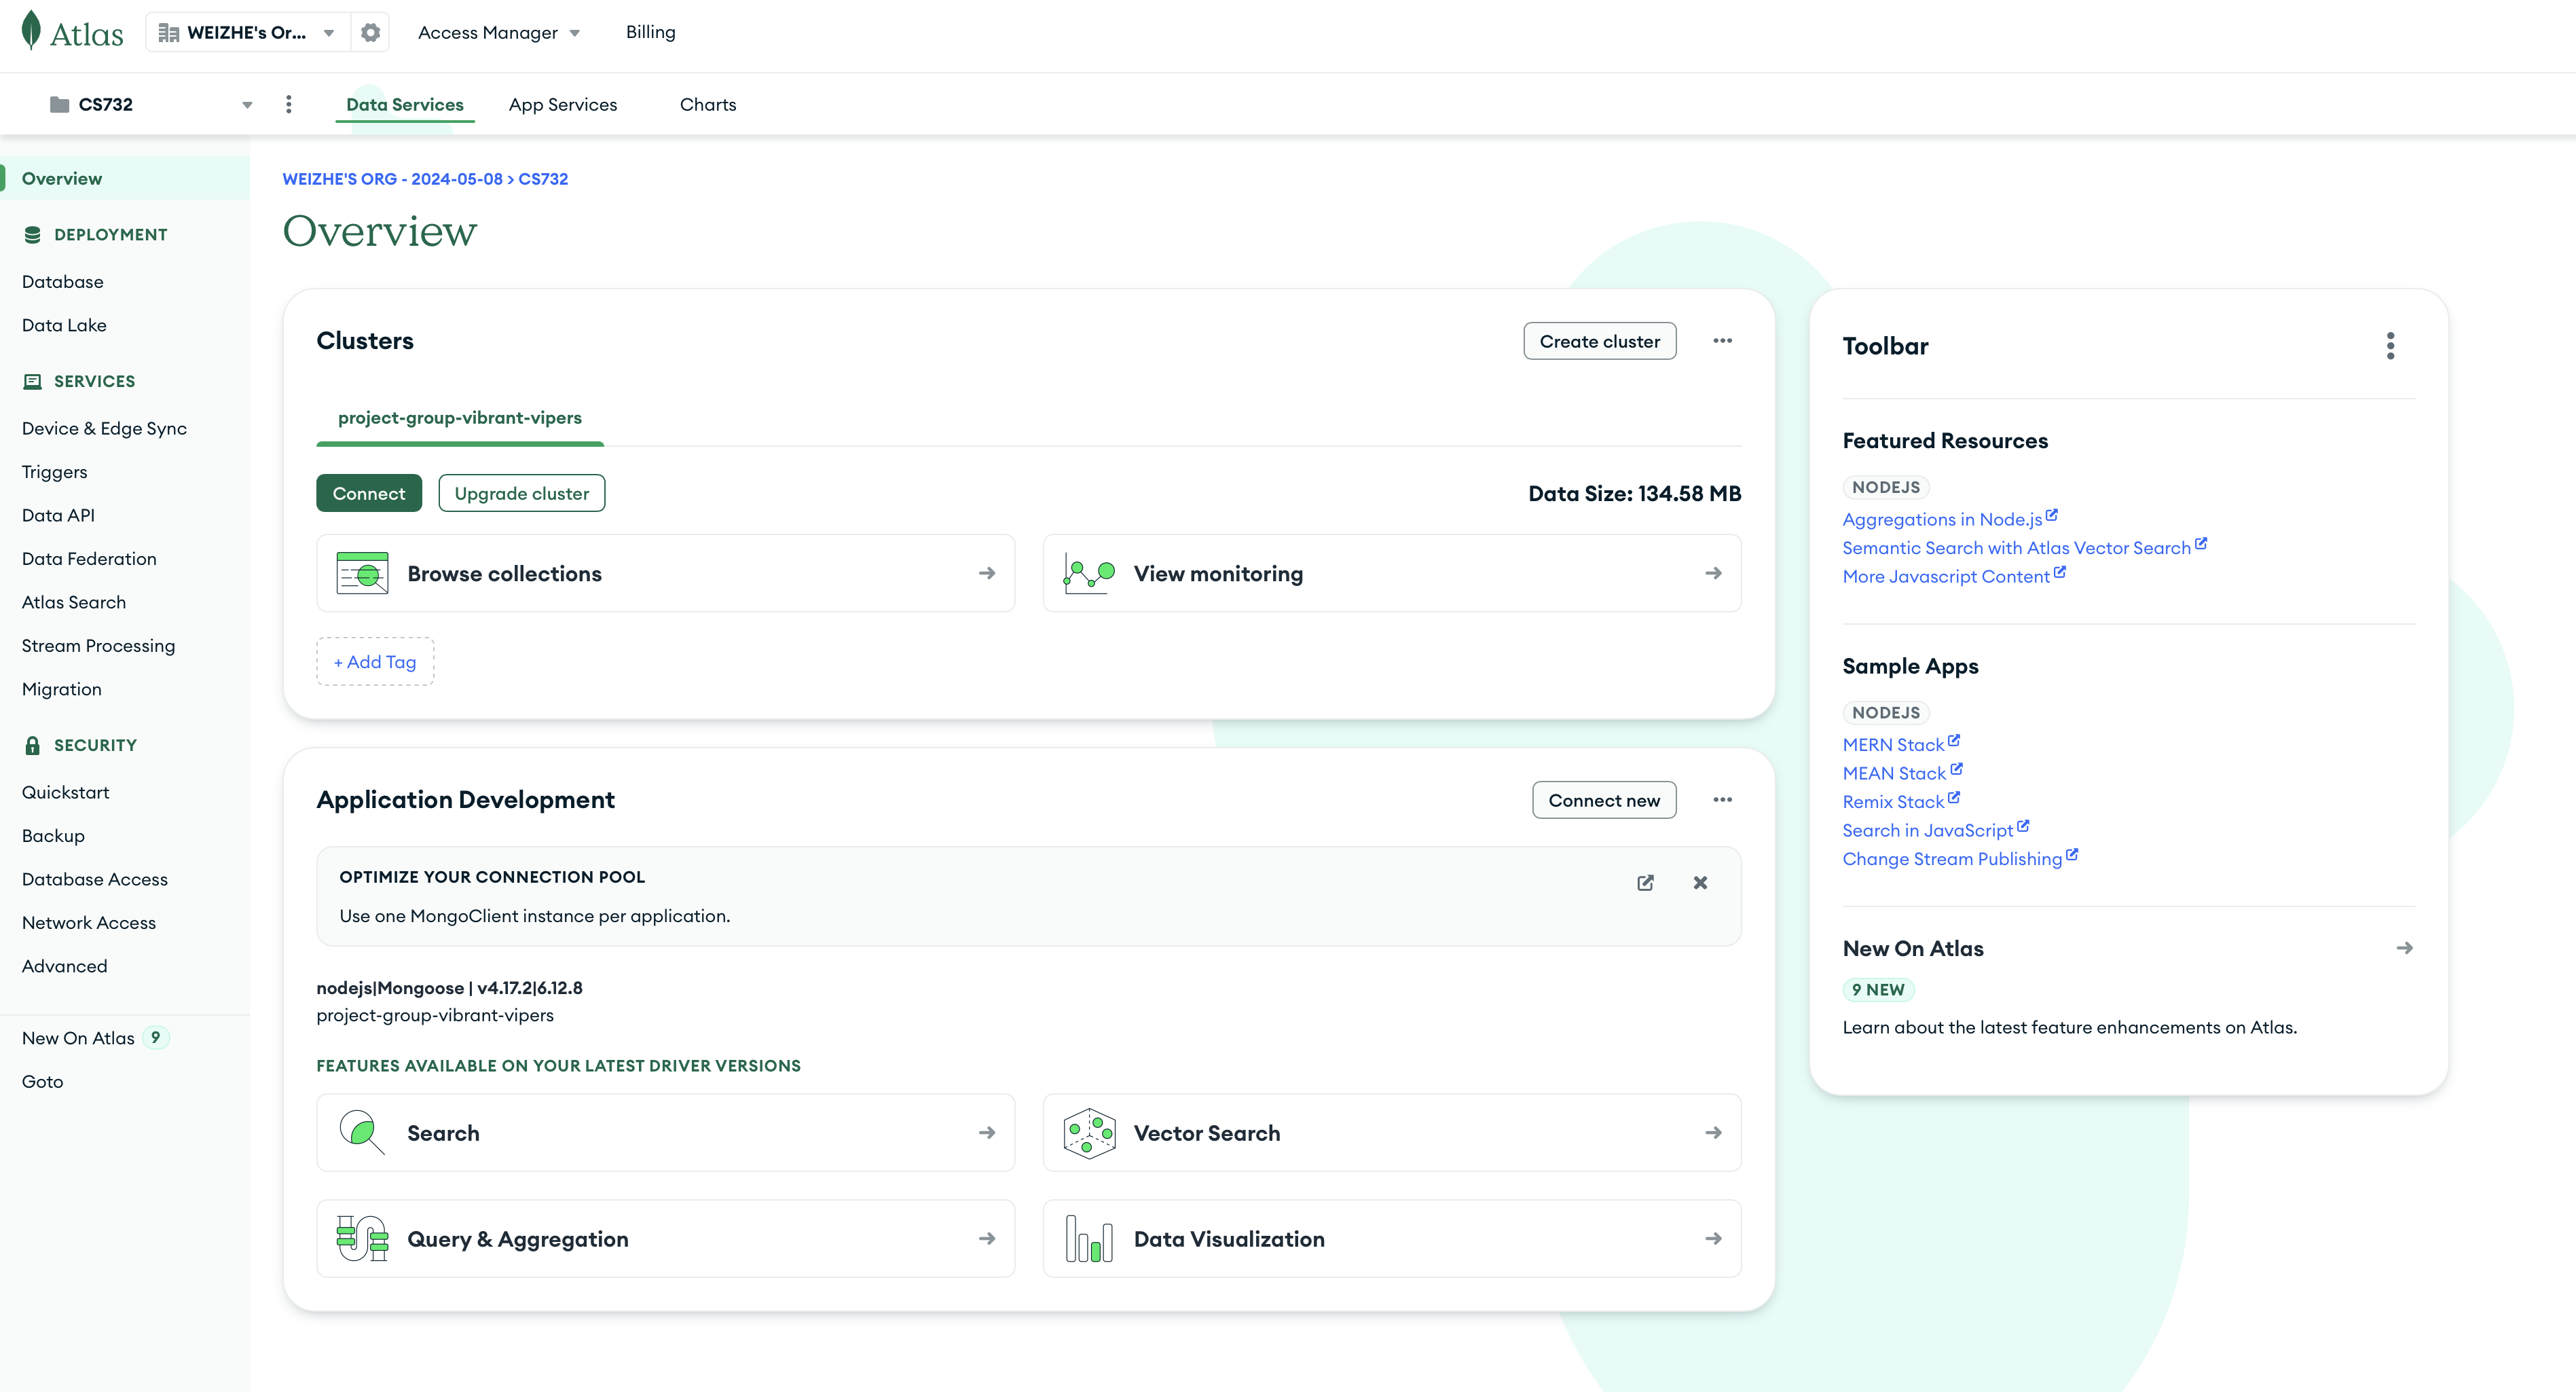 Atlas
WEIZHE's Or...
Access Manager
Billing
CS732
Data Services
App Services
Charts
Overview
DEPLOYMENT
Database
Data Lake
SERVICES
Device & Edge Sync
Triggers
Data API
Data Federation
Atlas Search
Stream Processing
Migration
SECURITY
Quickstart
Backup
Database Access
Network Access
Advanced
New On Atlas 9
Goto
WEIZHE'S ORG - 2024-05-08 > CS732
Overview
Clusters
Create cluster
project-group-vibrant-vipers
Connect
Upgrade cluster
Data Size: 134.58 MB
Browse collections
View monitoring
+ Add Tag
Application Development
Connect new
OPTIMIZE YOUR CONNECTION POOL
Use one MongoClient instance per application.
nodejs|Mongoose | v4.17.2|6.12.8
project-group-vibrant-vipers
FEATURES AVAILABLE ON YOUR LATEST DRIVER VERSIONS
Search
Vector Search
Query & Aggregation
Data Visualization
Toolbar
Featured Resources
NODEJS
Aggregations in Node.js
Semantic Search with Atlas Vector Search
More Javascript Content
Sample Apps
NODEJS
MERN Stack
MEAN Stack
Remix Stack
Search in JavaScript
Change Stream Publishing
New On Atlas
9 NEW
Learn about the latest feature enhancements on Atlas.